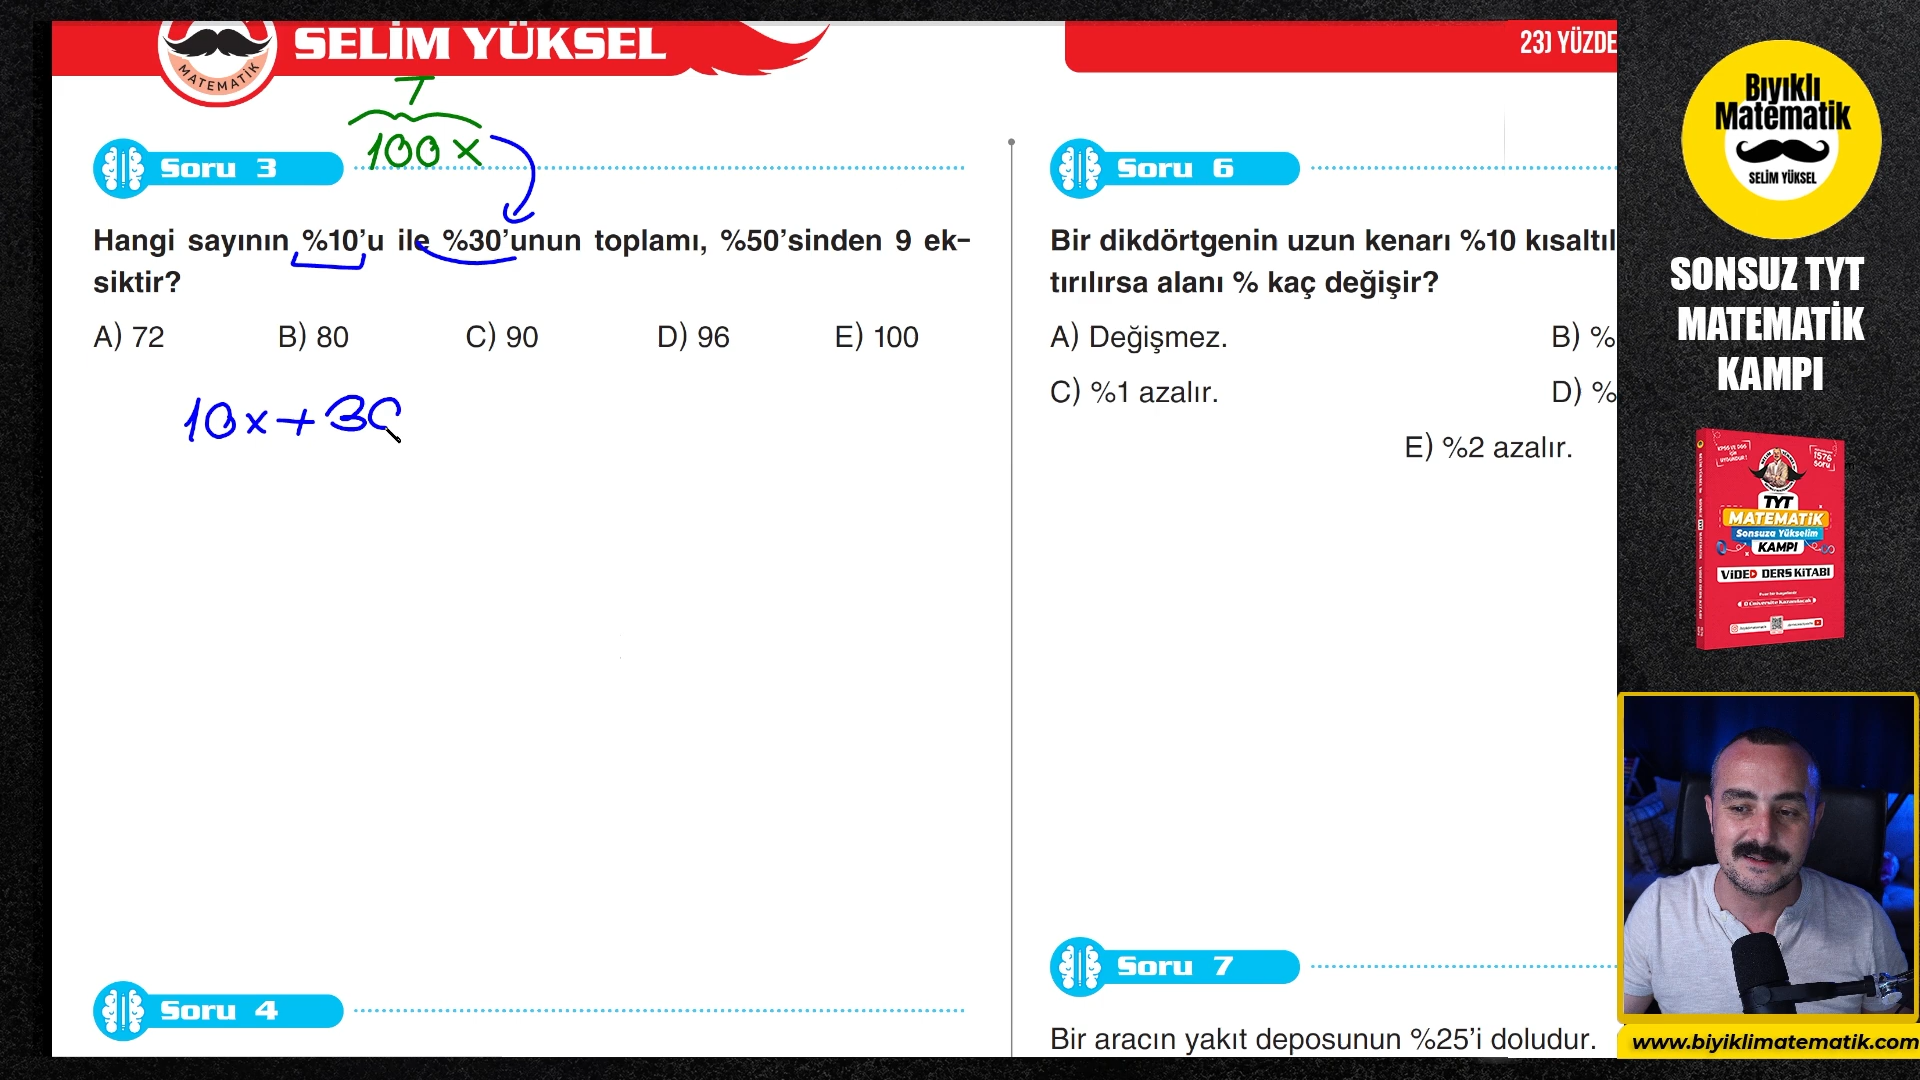 SELİM YÜKSEL
MATEMATİK
T
100x
Soru 3
Hangi sayının %10'u ile %30'unun toplamı, %50'sinden 9 ek-
siktir?
A) 72 B) 80 C) 90 D) 96 E) 100
10x+30
Soru 4
23) YÜZDE
Soru 6
Bir dikdörtgenin uzun kenarı %10 kısaltıl
tırılırsa alanı % kaç değişir?
A) Değişmez. B) %
C) %1 azalır. D) %
E) %2 azalır.
Soru 7
Bir aracın yakıt deposunun %25'i doludur.
Bıyıklı
Matematik
SELİM YÜKSEL
SONSUZ TYT
MATEMATİK
KAMPI
1576
soru
TYT
MATEMATİK
Sonsuza Yükselim
KAMPI
VİDEO DERS KİTABI
www.biyiklimatematik.com